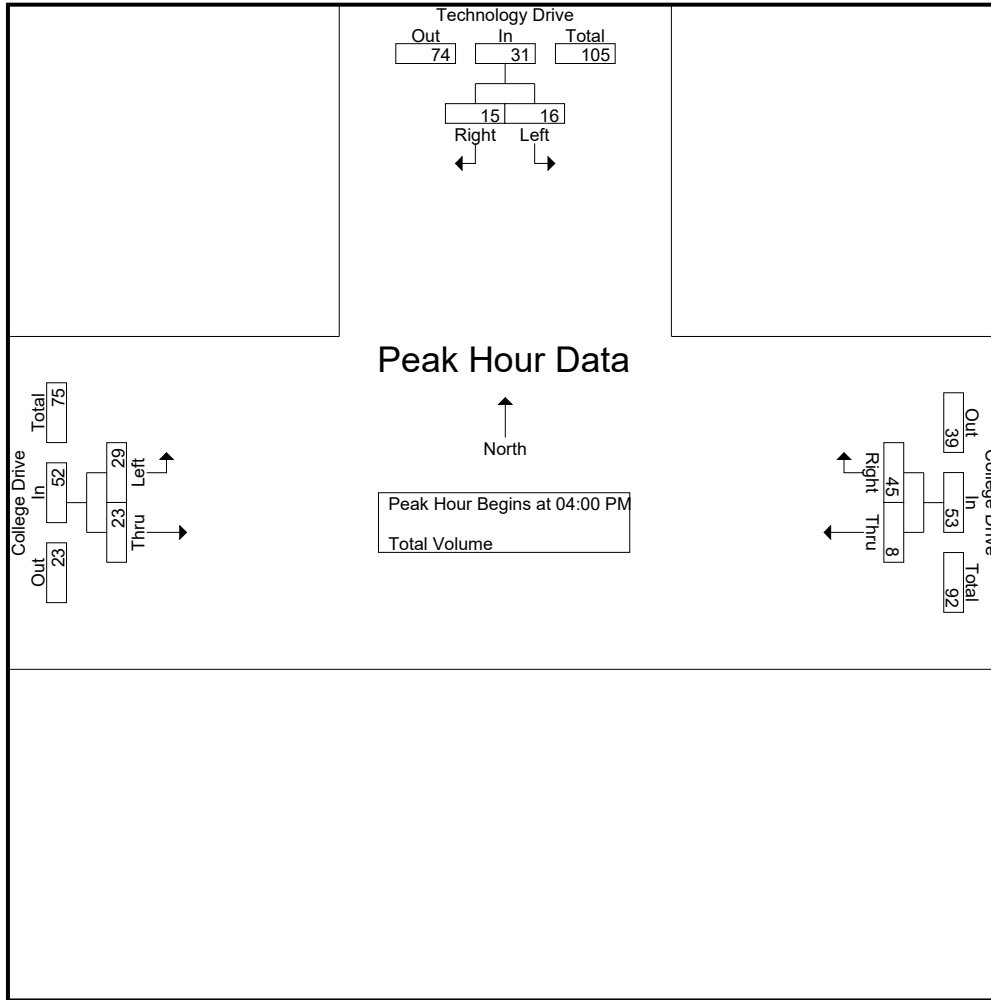 Technology Drive
Out In Total
74 31 105
15 16
Right Left
Peak Hour Data
North
Peak Hour Begins at 04:00 PM
Total Volume
College Drive
Total In Out
75 52 23
29 23
Left Thru
College Drive
Out In Total
39 53 92
45 8
Right Thru